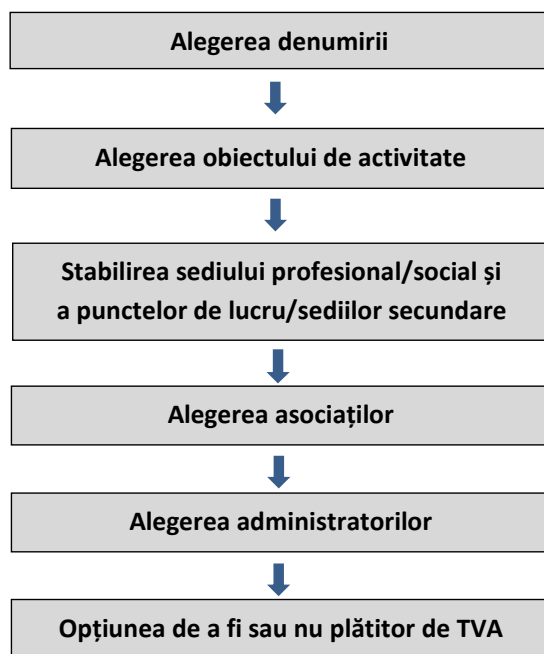 Alegerea denumirii
Alegerea obiectului de activitate
Stabilirea sediului profesional/social și
a punctelor de lucru/sediilor secundare
Alegerea asociaților
Alegerea administratorilor
Opțiunea de a fi sau nu plătitor de TVA